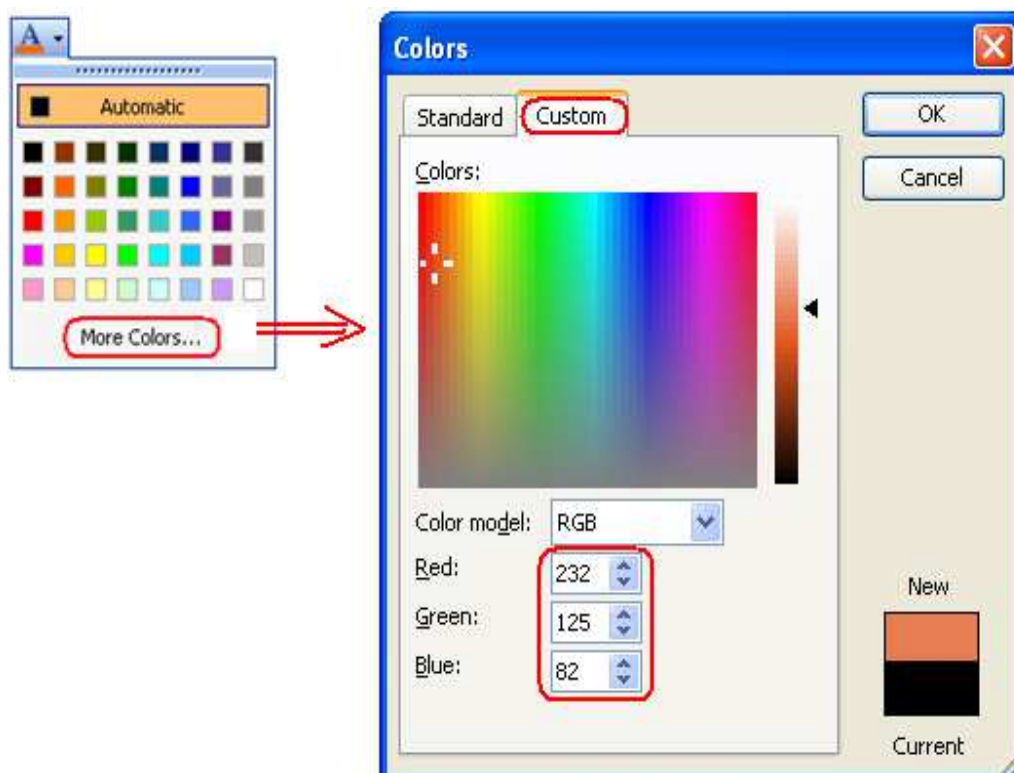 A
Automatic
More Colors...
Colors
Standard
Custom
OK
Cancel
Colors:
Color model: RGB
Red: 232
Green: 125
Blue: 82
New
Current